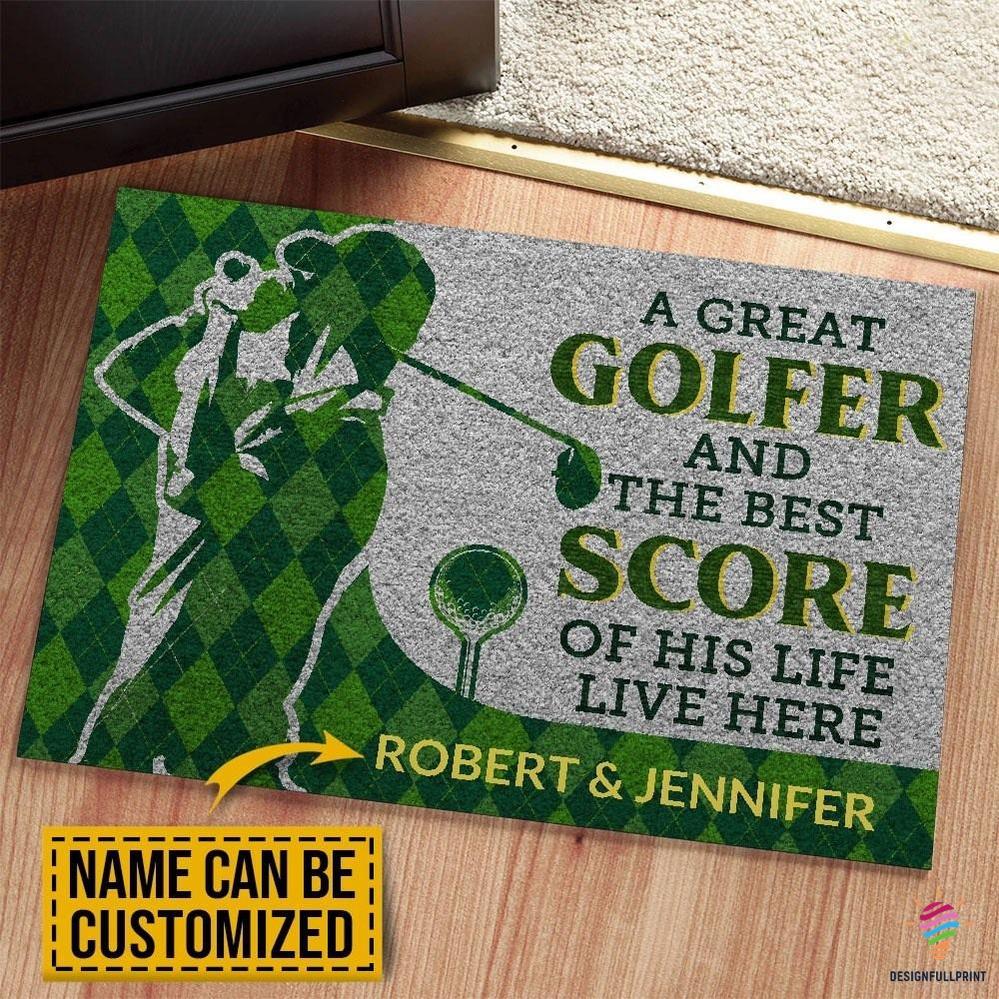 A GREAT
GOLFER
AND
THE BEST
SCORE
OF HIS LIFE
LIVE HERE
ROBERT & JENNIFER
NAME CAN BE
CUSTOMIZED
DESIGNFULLPRINT